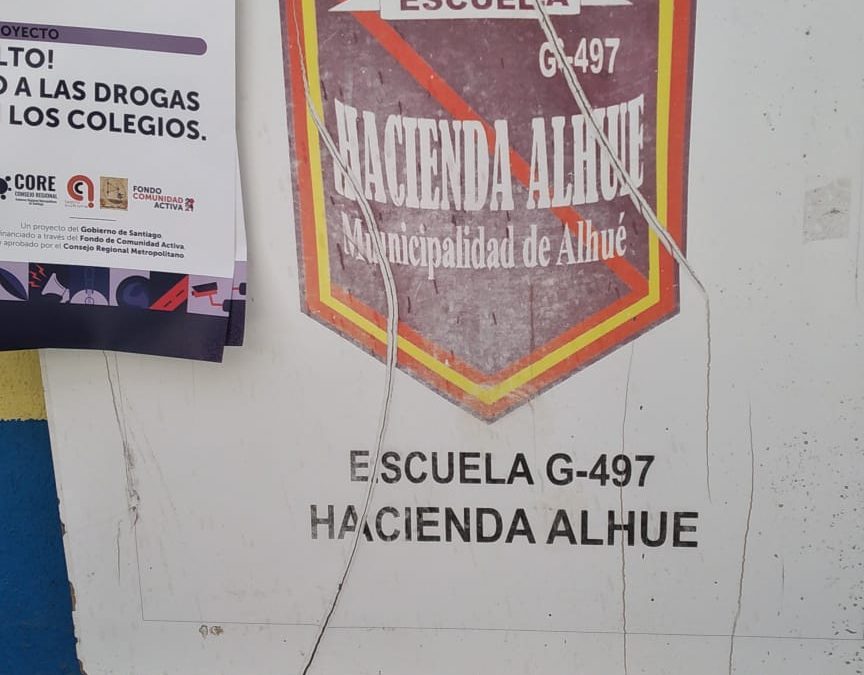 OYECTO
LTO!
O A LAS DROGAS
LOS COLEGIOS.
CORE
CONSEJO REGIONAL
FONDO
COMUNIDAD
ACTIVA
Un proyecto del Gobierno de Santiago,
financiado a través del Fondo de Comunidad Activa,
aprobado por el Consejo Regional Metropolitano
ESCUELA
G-497
HACIENDA ALHUE
Municipalidad de Alhué
ESCUELA G-497
HACIENDA ALHUE